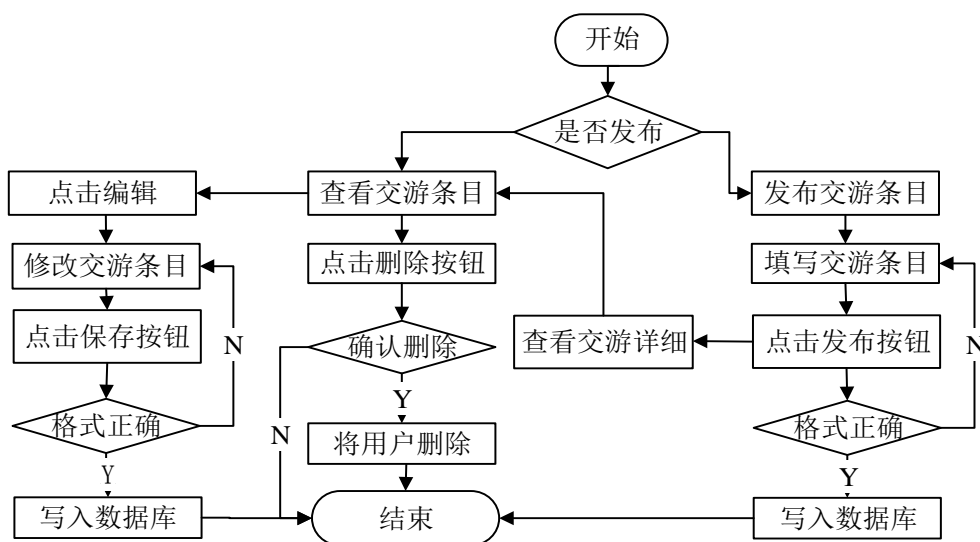 开始
是否发布
点击编辑
查看交游条目
发布交游条目
修改交游条目
点击删除按钮
填写交游条目
点击保存按钮
N
确认删除
查看交游详细
点击发布按钮
N
格式正确
N
Y
将用户删除
格式正确
Y
Y
写入数据库
结束
写入数据库